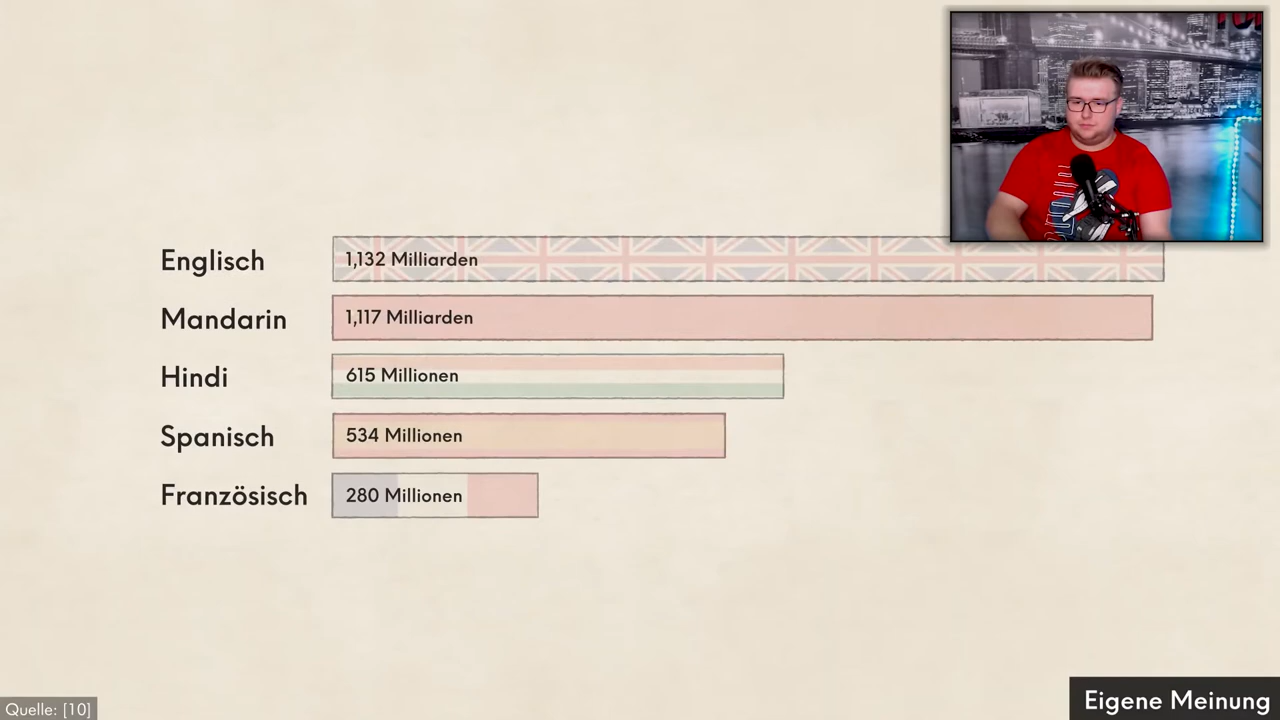 Englisch
1,132 Milliarden
Mandarin
1,117 Milliarden
Hindi
615 Millionen
Spanisch
534 Millionen
Französisch
280 Millionen
Quelle: [10]
Eigene Meinung